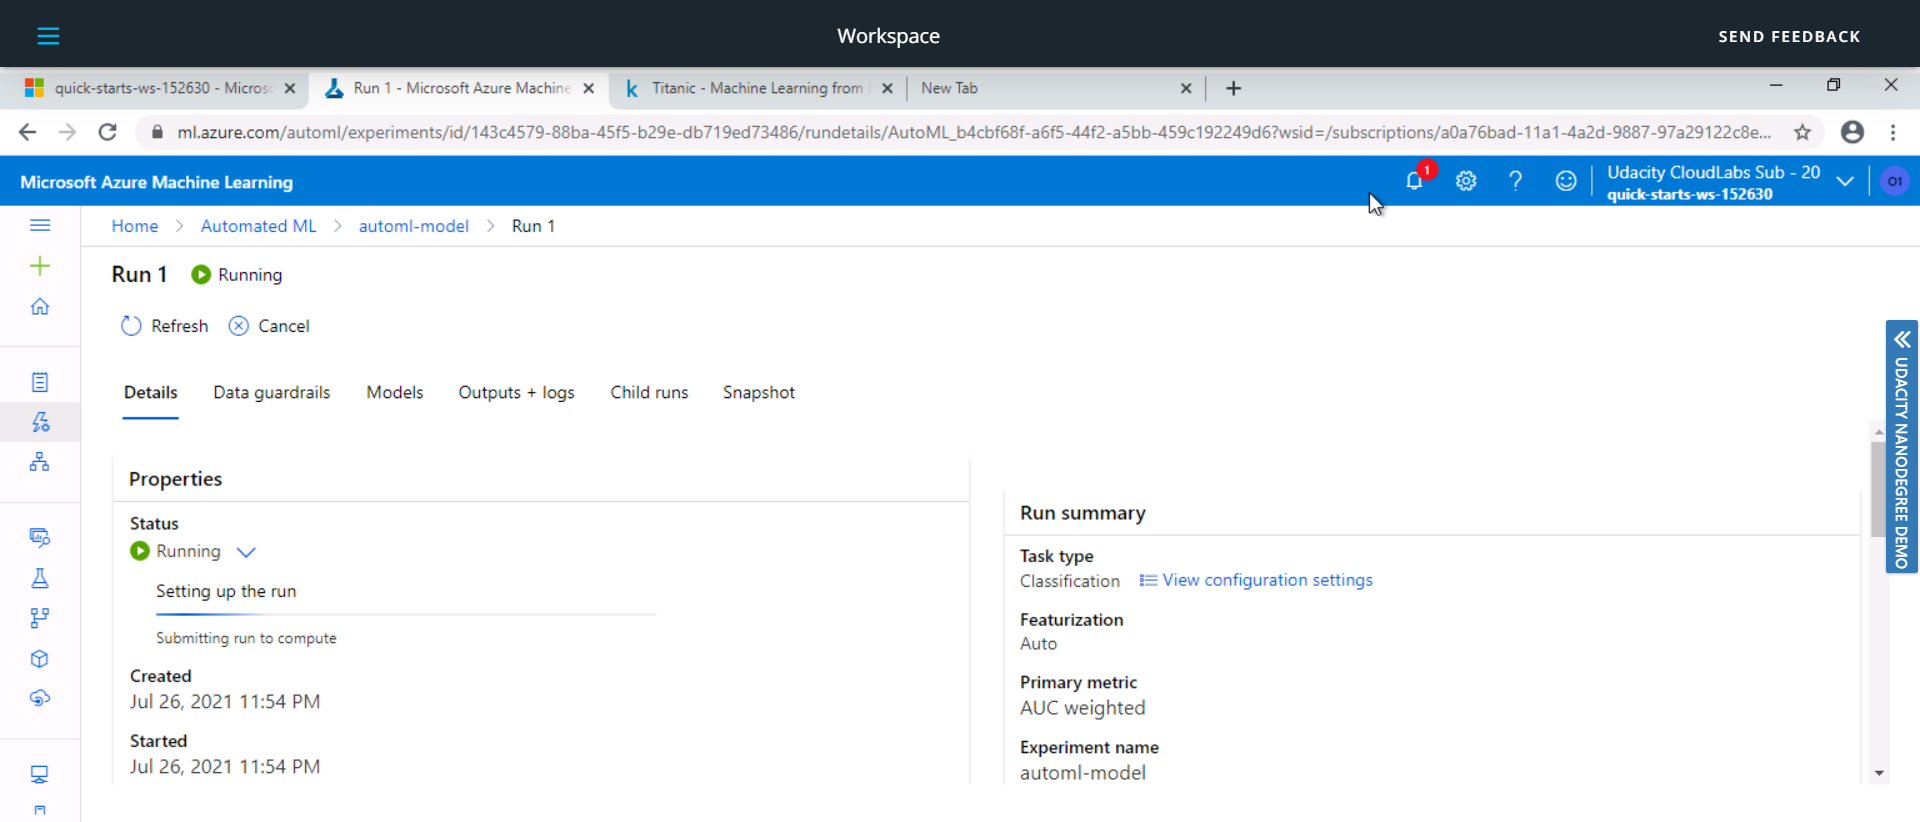 Workspace
SEND FEEDBACK
quick-starts-ws-152630 - Micros
Run 1 - Microsoft Azure Machine
Titanic - Machine Learning from
New Tab
ml.azure.com/automl/experiments/id/143c4579-88ba-45f5-b29e-db719ed73486/rundetails/AutoML_b4cbf68f-a6f5-44f2-a5bb-459c192249d6?wsid=/subscriptions/a0a76bad-11a1-4a2d-9887-97a29122c8e...
Microsoft Azure Machine Learning
1
Udacity CloudLabs Sub - 20
quick-starts-ws-152630
O1
Home > Automated ML > automl-model > Run 1
Run 1 Running
Refresh Cancel
Details Data guardrails Models Outputs + logs Child runs Snapshot
Properties
Status
Running
Setting up the run
Submitting run to compute
Created
Jul 26, 2021 11:54 PM
Started
Jul 26, 2021 11:54 PM
Run summary
Task type
Classification View configuration settings
Featurization
Auto
Primary metric
AUC weighted
Experiment name
automl-model
UDACITY NANODEGREE DEMO